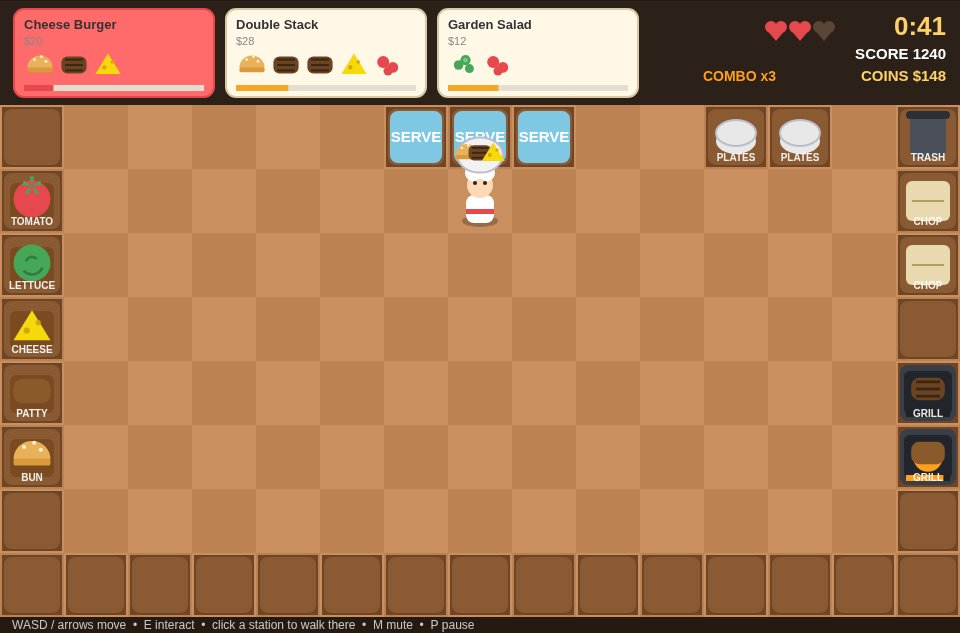 Cheese Burger
$20
Double Stack
$28
Garden Salad
$12
0:41
SCORE 1240
COMBO x3
COINS $148
SERVE
SERVE
SERVE
PLATES
PLATES
TRASH
TOMATO
CHOP
LETTUCE
CHOP
CHEESE
PATTY
GRILL
BUN
GRILL
WASD / arrows move • E interact • click a station to walk there • M mute • P pause